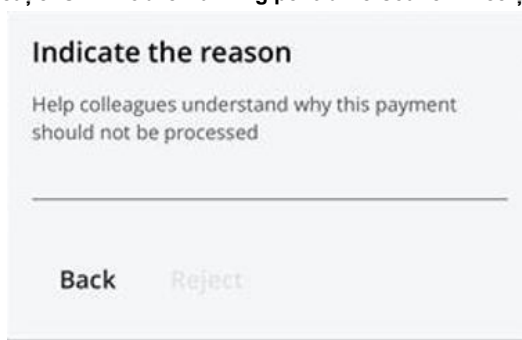 Indicate the reason
Help colleagues understand why this payment
should not be processed
Back Reject